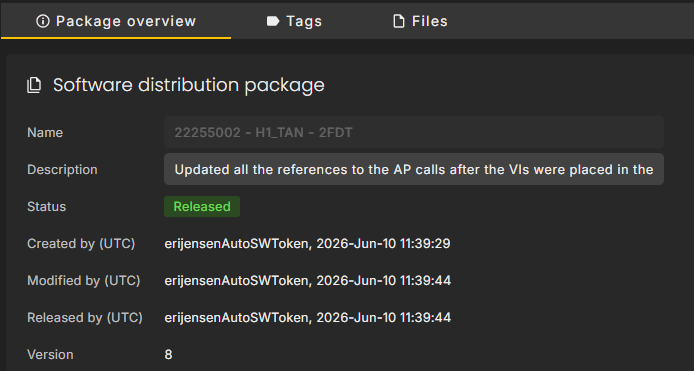 Package overview Tags Files
Software distribution package
Name 22255002 - H1_TAN - 2FDT
Description Updated all the references to the AP calls after the VIs were placed in the
Status Released
Created by (UTC) erijensenAutoSWToken, 2026-Jun-10 11:39:29
Modified by (UTC) erijensenAutoSWToken, 2026-Jun-10 11:39:44
Released by (UTC) erijensenAutoSWToken, 2026-Jun-10 11:39:44
Version 8